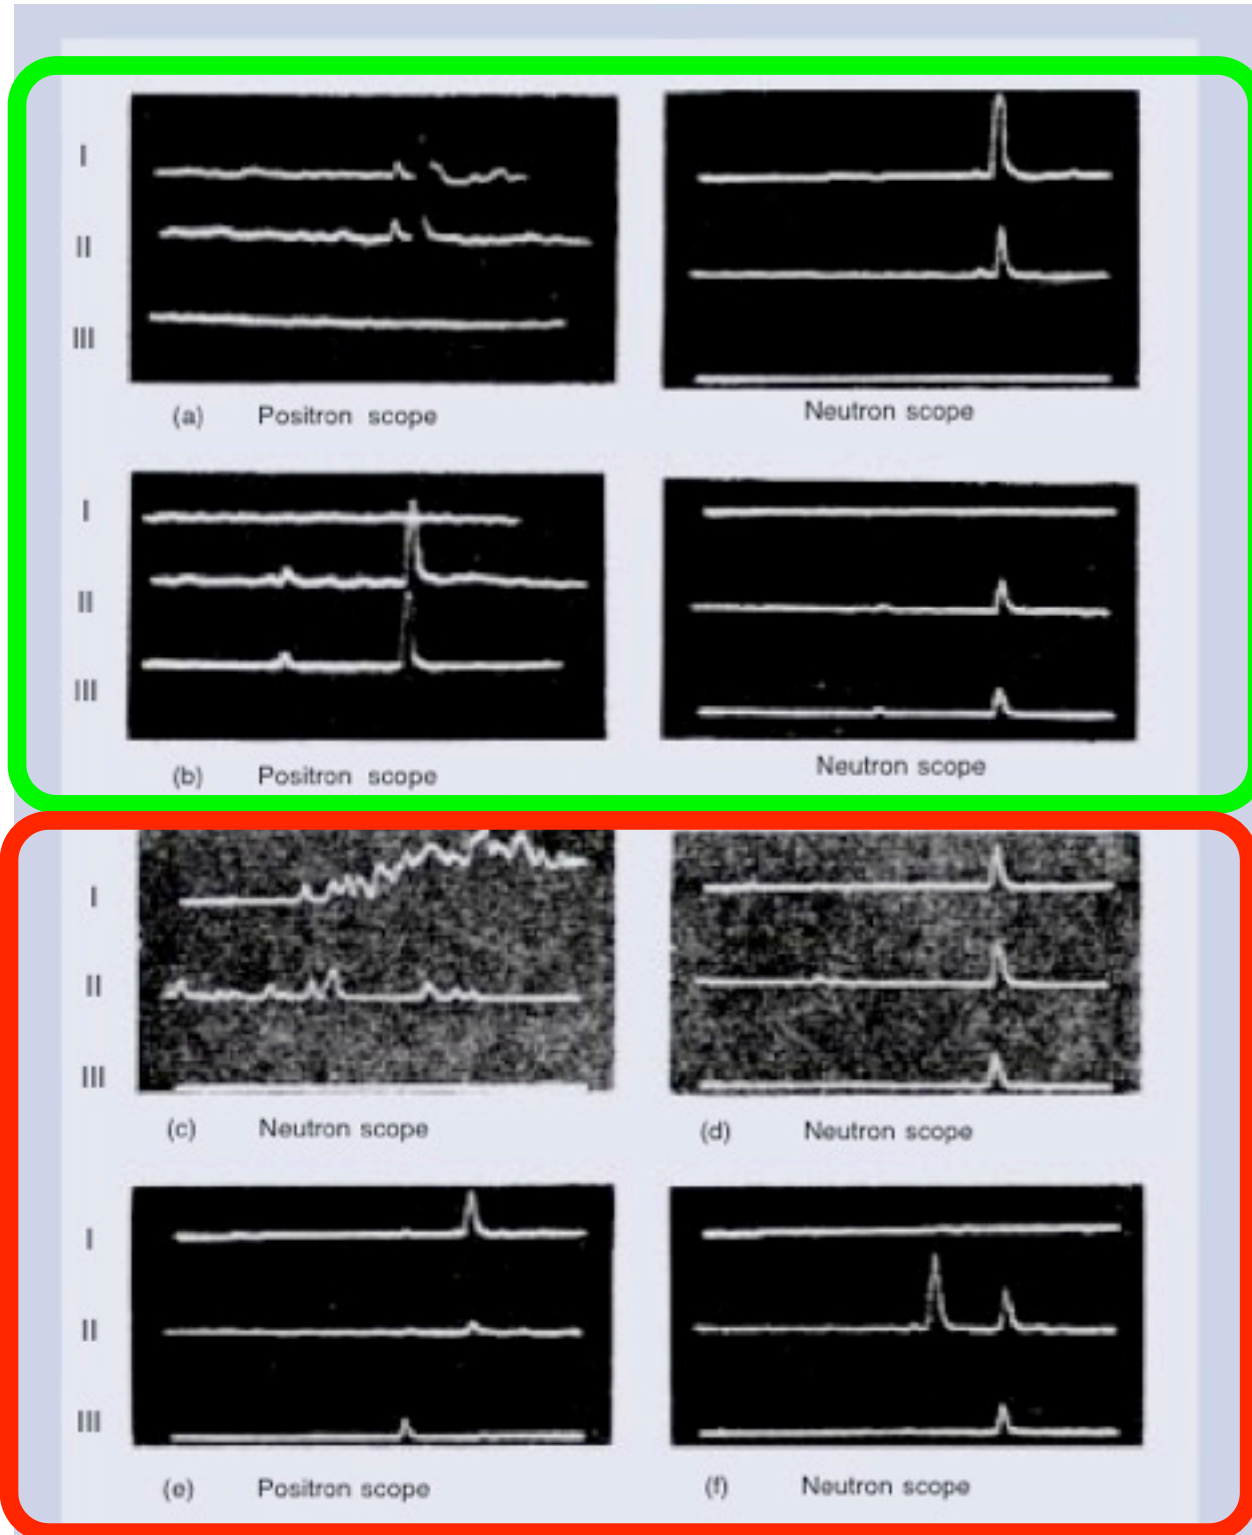 I
II
III
(a) Positron scope
Neutron scope
I
II
III
(b) Positron scope
Neutron scope
I
II
III
(c) Neutron scope
(d) Neutron scope
I
II
III
(e) Positron scope
(f) Neutron scope